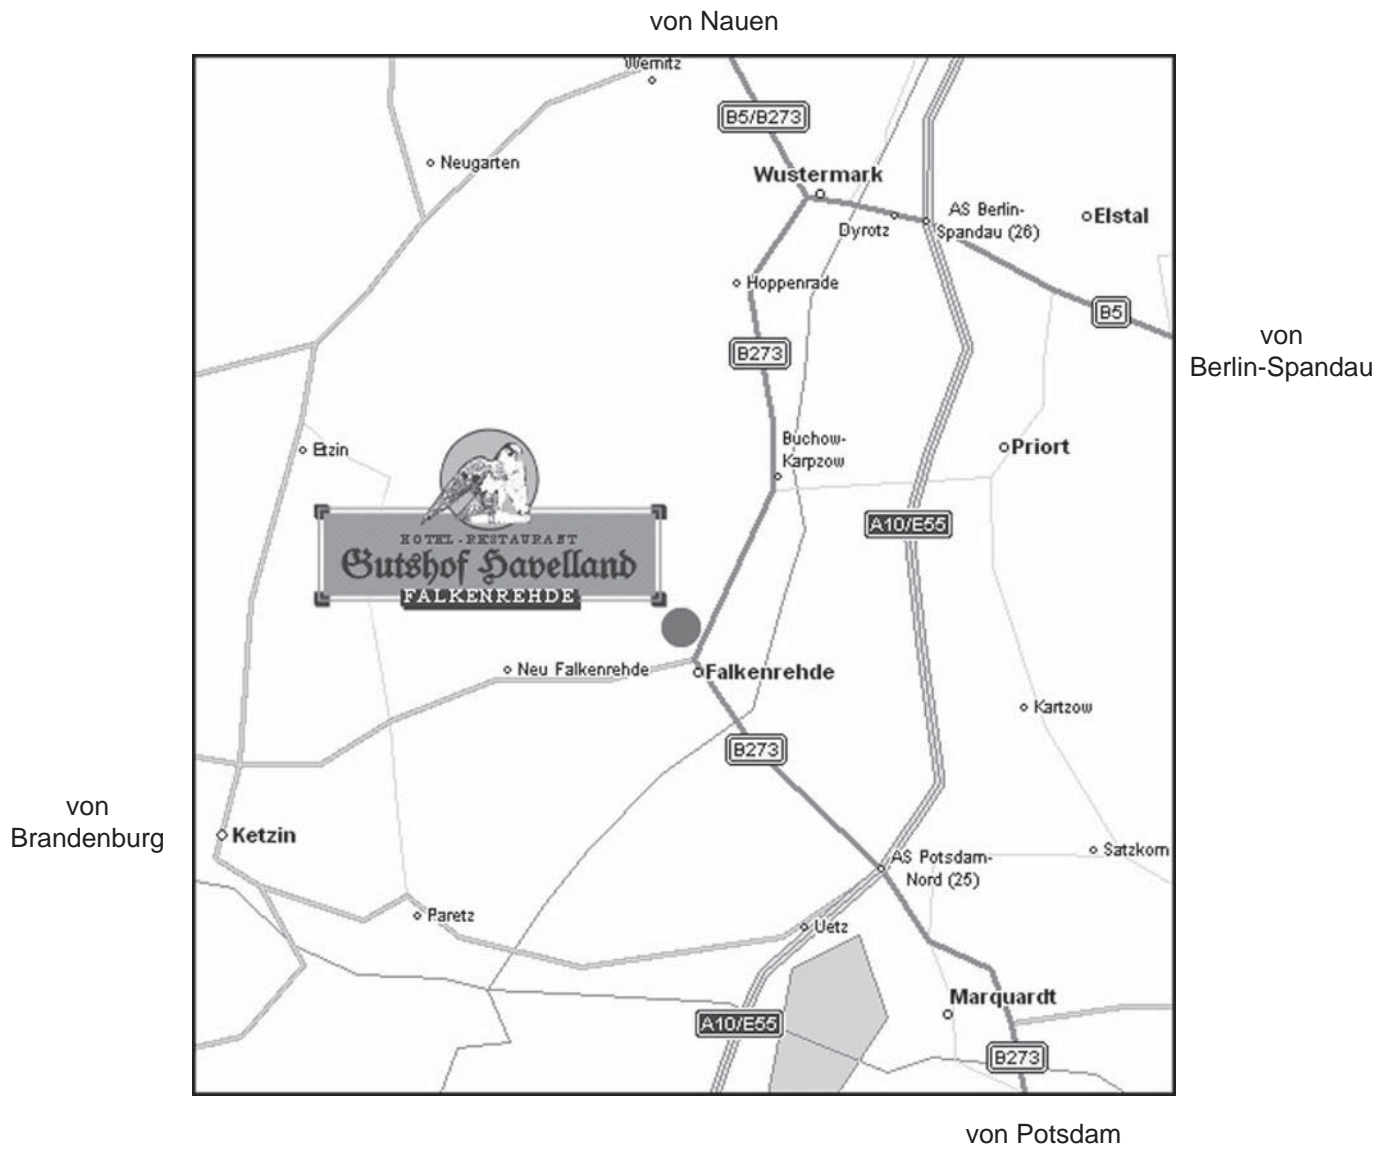 von Nauen
Wernitz
B5/B273
Neugarten
Wustermark
AS Berlin-
Spandau (26)
Elstal
Dyrotz
Hoppenrade
B5
von
Berlin-Spandau
B273
Buchow-
Karpzow
Priort
Etzin
A10/E55
HOTEL-RESTAURANT
Gutshof Havelland
FALKENREHDE
Neu Falkenrehde
Falkenrehde
Kartzow
B273
von
Brandenburg
Ketzin
AS Potsdam-
Nord (25)
Satzkorn
Paretz
Uetz
Marquardt
A10/E55
B273
von Potsdam